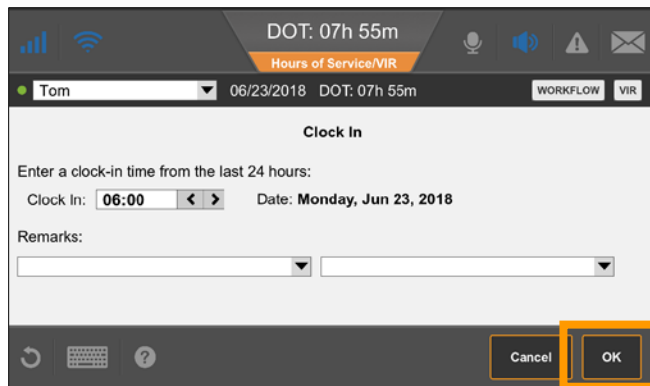 DOT: 07h 55m
Hours of Service/VIR
Tom 06/23/2018 DOT: 07h 55m WORKFLOW VIR
Clock In
Enter a clock-in time from the last 24 hours:
Clock In: 06:00 < > Date: Monday, Jun 23, 2018
Remarks:
? Cancel OK